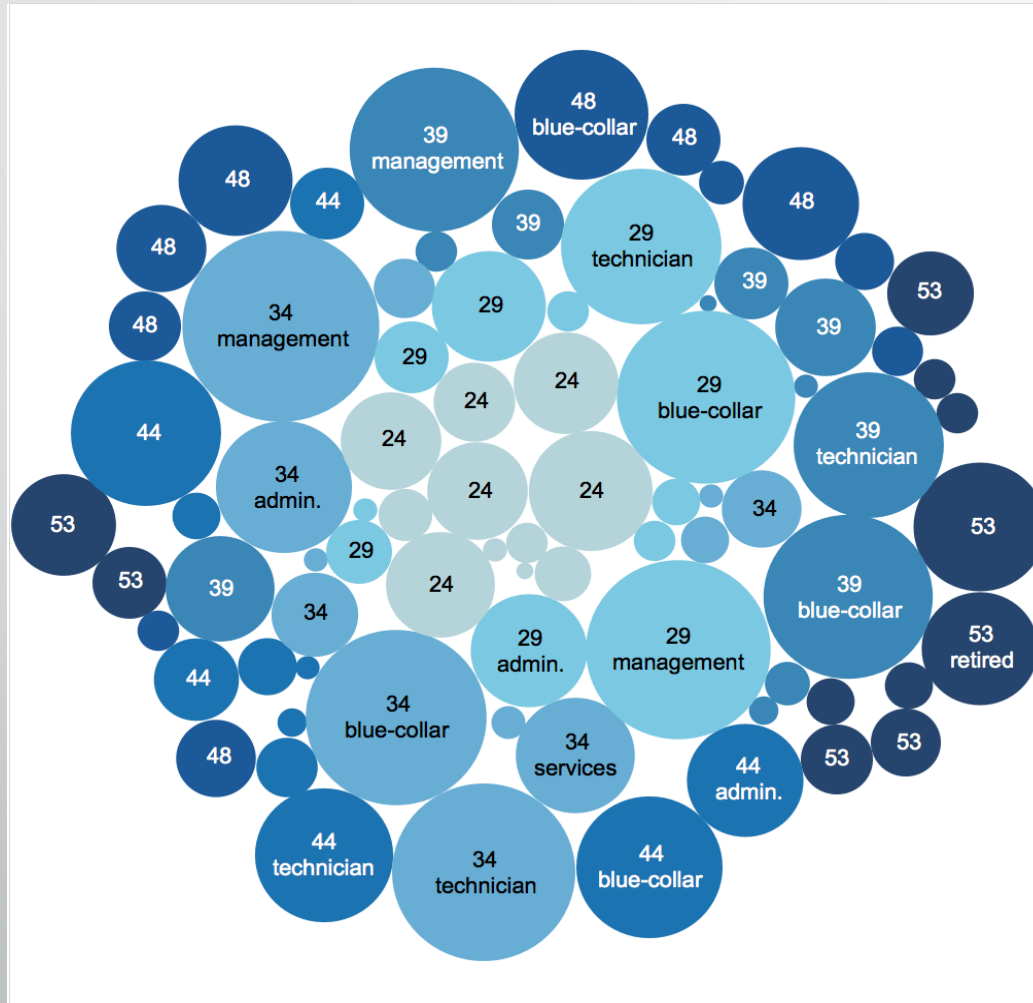 48
blue-collar
39
management
48
48
44
48
39
29
technician
48
39
53
29
34
management
48
39
29
24
24
29
blue-collar
44
24
39
technician
34
admin.
24
24
34
53
53
29
24
53
39
34
39
blue-collar
29
admin.
29
management
53
retired
44
34
blue-collar
48
34
services
44
admin.
53
53
44
technician
34
technician
44
blue-collar